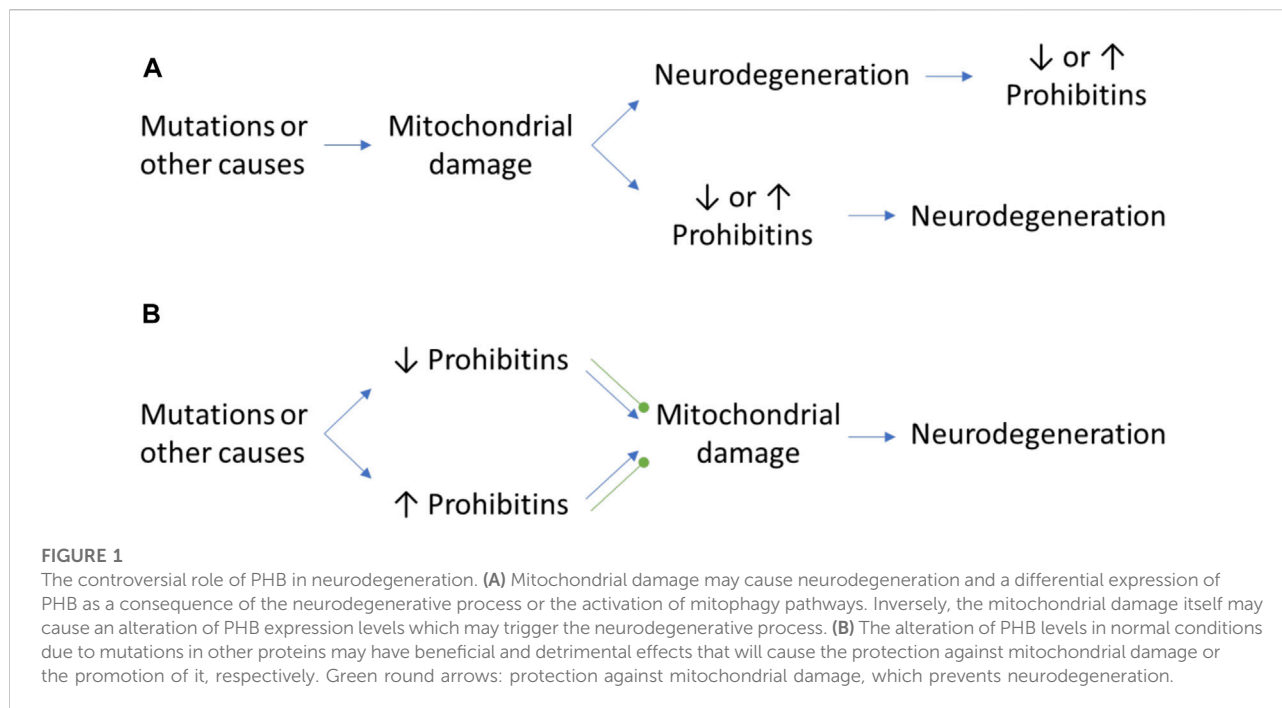 A
Mutations or
other causes
Mitochondrial
damage
Neurodegeneration
↓ or ↑
Prohibitins
↓ or ↑
Prohibitins
Neurodegeneration
B
Mutations or
other causes
↓ Prohibitins
↑ Prohibitins
Mitochondrial
damage
Neurodegeneration
FIGURE 1
The controversial role of PHB in neurodegeneration. (A) Mitochondrial damage may cause neurodegeneration and a differential expression of
PHB as a consequence of the neurodegenerative process or the activation of mitophagy pathways. Inversely, the mitochondrial damage itself may
cause an alteration of PHB expression levels which may trigger the neurodegenerative process. (B) The alteration of PHB levels in normal conditions
due to mutations in other proteins may have beneficial and detrimental effects that will cause the protection against mitochondrial damage or
the promotion of it, respectively. Green round arrows: protection against mitochondrial damage, which prevents neurodegeneration.